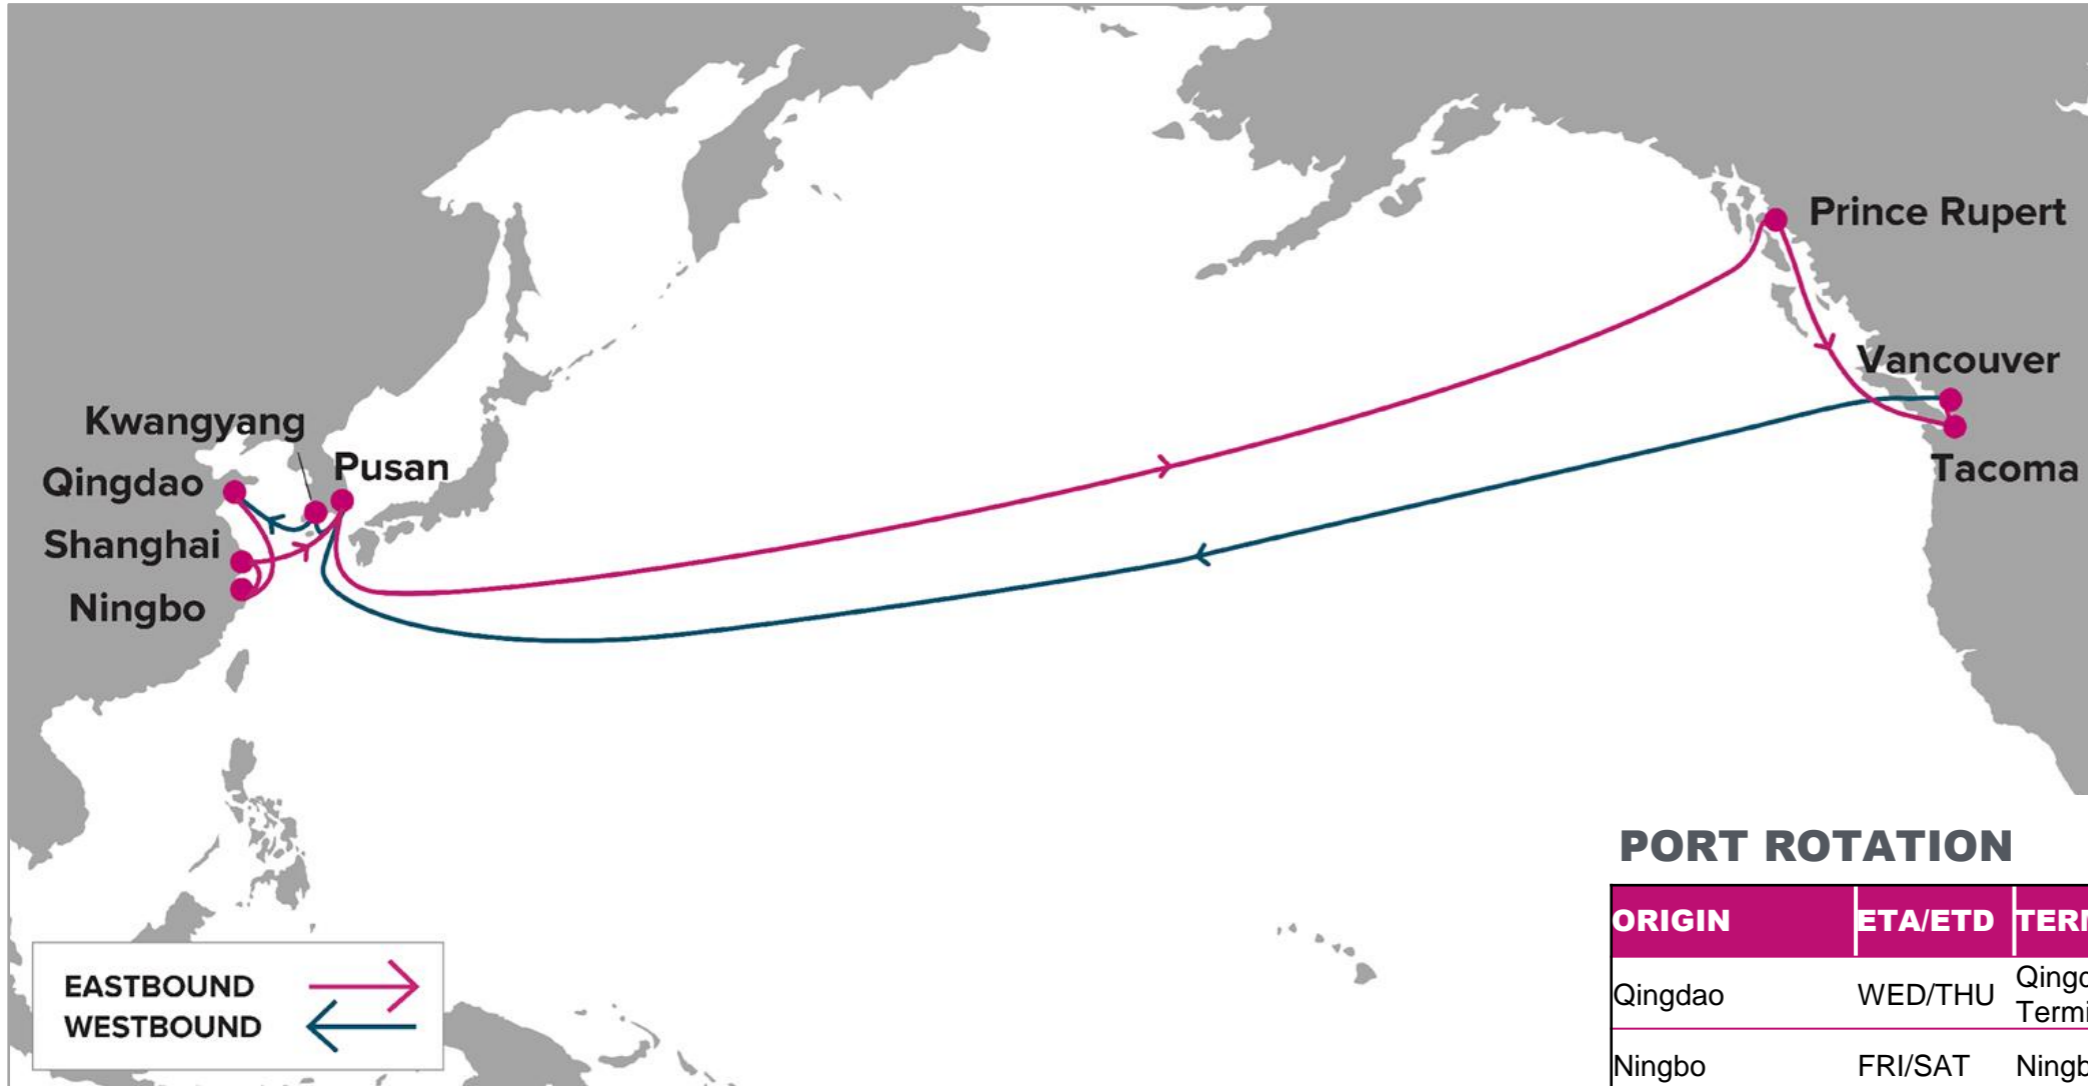 Prince Rupert
Vancouver
Kwangyang
Pusan
Qingdao
Tacoma
Shanghai
Ningbo
PORT ROTATION
ORIGIN ETA/ETD
Qingdao WED/THU
Ningbo FRI/SAT
EASTBOUND
WESTBOUND